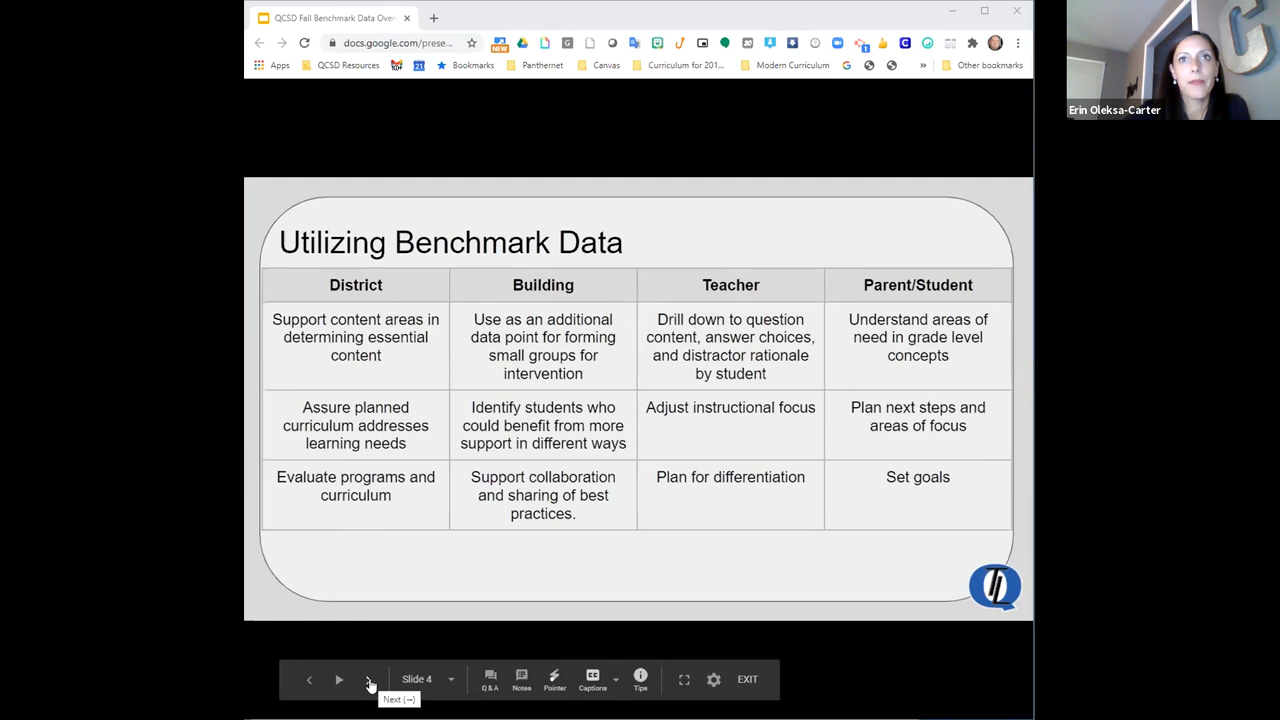 QCSD Fall Benchmark Data Over
docs.google.com/prese...
NEW
Apps
QCSD Resources
21
Bookmarks
Panthernet
Canvas
Curriculum for 201...
Modern Curriculum
Other bookmarks
Erin Oleksa-Carter
Utilizing Benchmark Data
District
Building
Teacher
Parent/Student
Support content areas in
determining essential
content
Use as an additional
data point for forming
small groups for
intervention
Drill down to question
content, answer choices,
and distractor rationale
by student
Understand areas of
need in grade level
concepts
Assure planned
curriculum addresses
learning needs
Identify students who
could benefit from more
support in different ways
Adjust instructional focus
Plan next steps and
areas of focus
Evaluate programs and
curriculum
Support collaboration
and sharing of best
practices.
Plan for differentiation
Set goals
Slide 4
Q & A
Notes
Pointer
Captions
Tips
EXIT
Next (→)